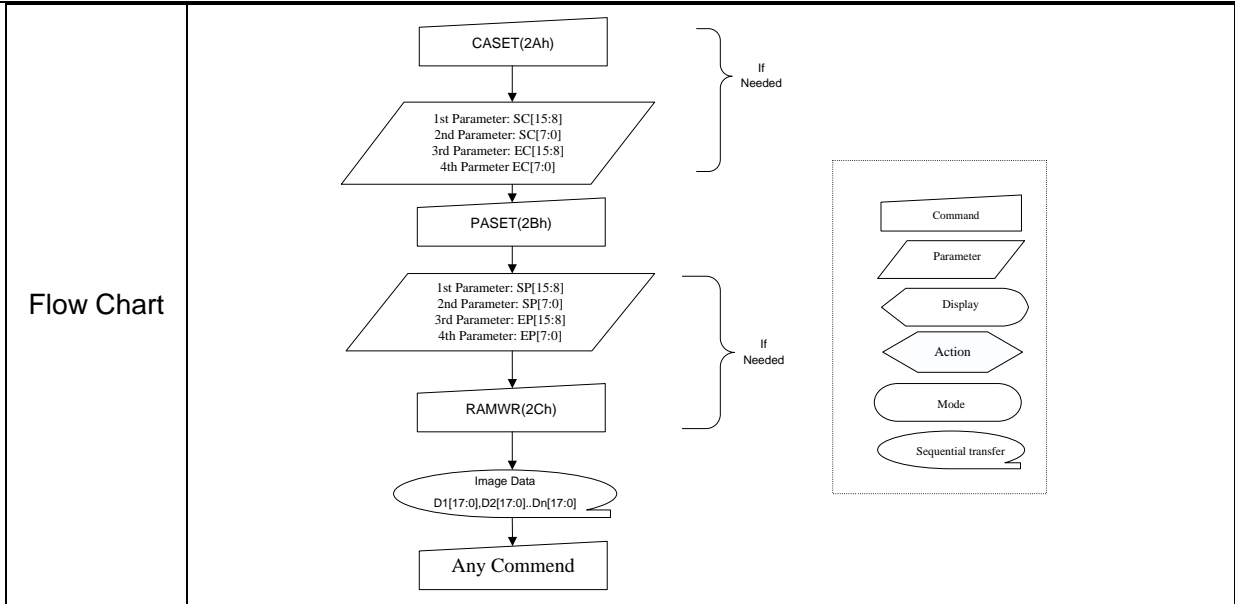 Flow Chart
CASET(2Ah)
If
Needed
1st Parameter: SC[15:8]
2nd Parameter: SC[7:0]
3rd Parameter: EC[15:8]
4th Parmeter EC[7:0]
PASET(2Bh)
1st Parameter: SP[15:8]
2nd Parameter: SP[7:0]
3rd Parameter: EP[15:8]
4th Parameter: EP[7:0]
If
Needed
RAMWR(2Ch)
Image Data
D1[17:0],D2[17:0]..Dn[17:0]
Any Commend
Command
Parameter
Display
Action
Mode
Sequential transfer